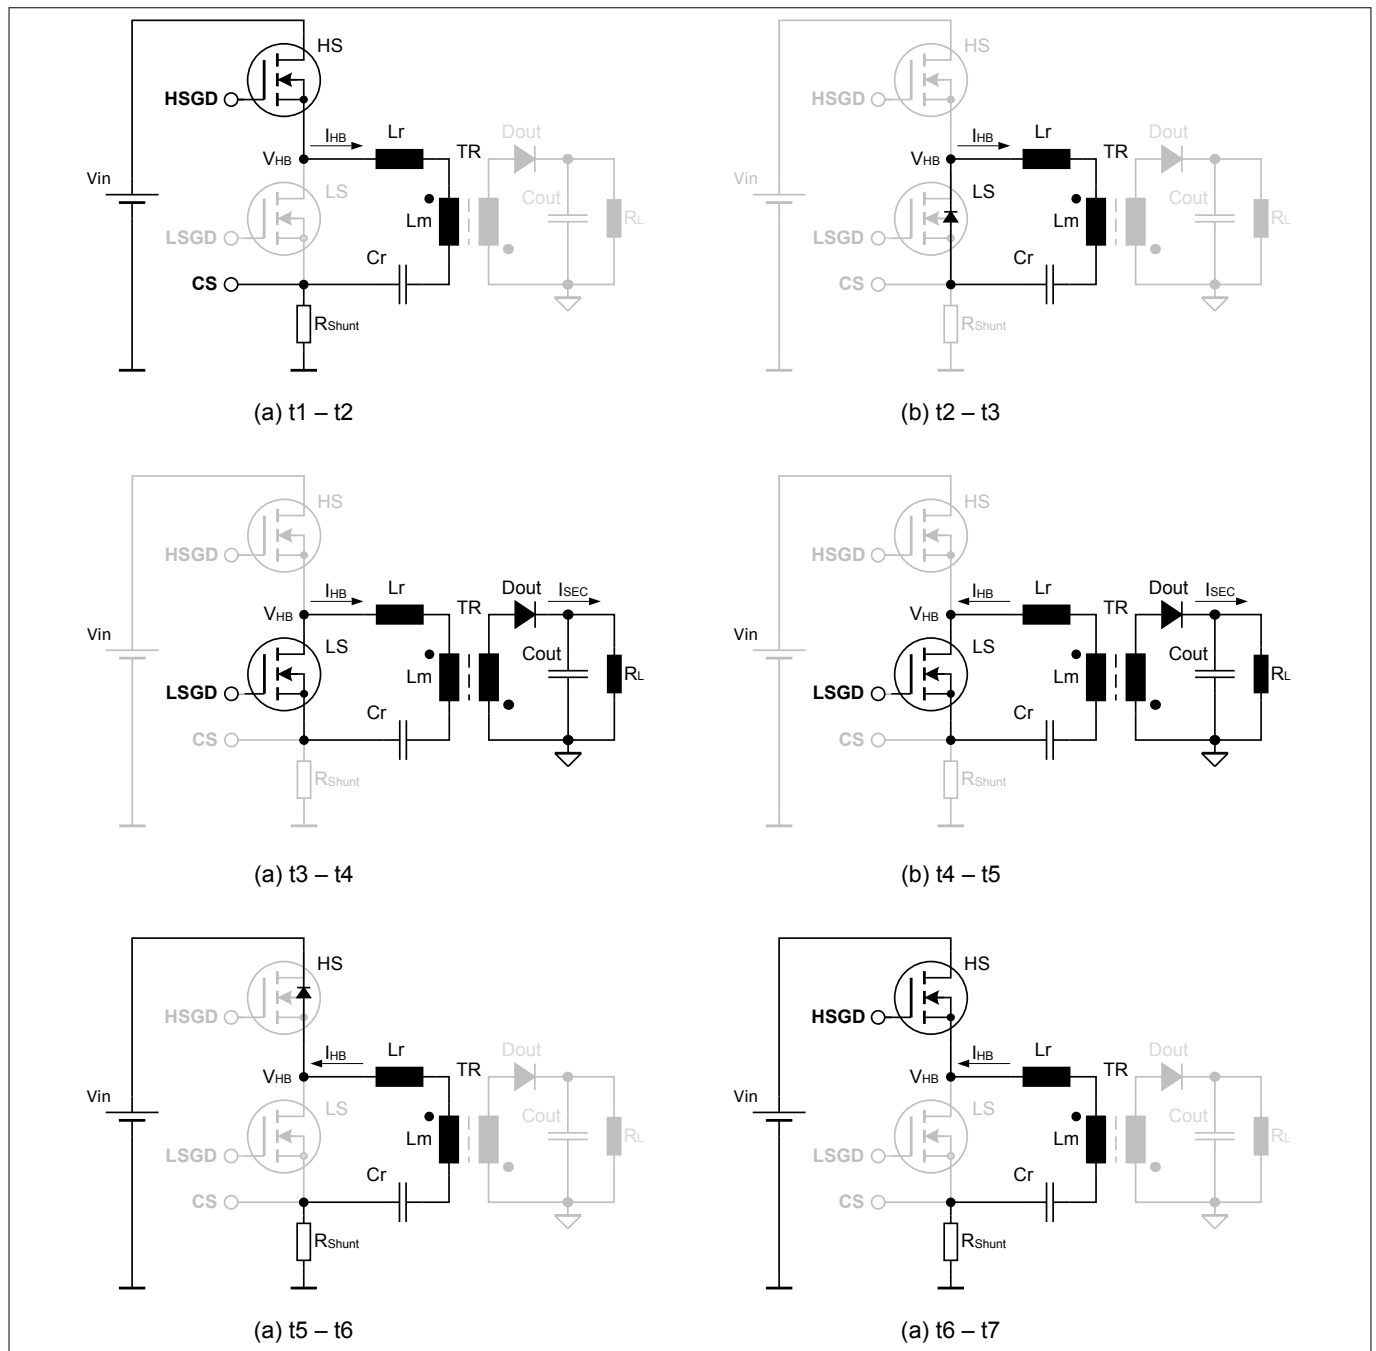 HS
HSGD
IHB Lr
VHB TR Dout
Vin LS Cout
LSGD Lm RL
CS Cr
RShunt
(a) t1 – t2
HS
HSGD
IHB Lr
VHB TR Dout
Vin LS Cout
LSGD Lm RL
CS Cr
RShunt
(b) t2 – t3
HS
HSGD
IHB Lr Dout ISEC
VHB TR
Vin LS Cout
LSGD Lm RL
CS Cr
RShunt
(a) t3 – t4
HS
HSGD
IHB Lr Dout ISEC
VHB TR
Vin LS Cout
LSGD Lm RL
CS Cr
RShunt
(b) t4 – t5
HS
HSGD
IHB Lr Dout
VHB TR
Vin LS Cout
LSGD Lm RL
CS Cr
RShunt
(a) t5 – t6
HS
HSGD
IHB Lr Dout
VHB TR
Vin LS Cout
LSGD Lm RL
CS Cr
RShunt
(a) t6 – t7